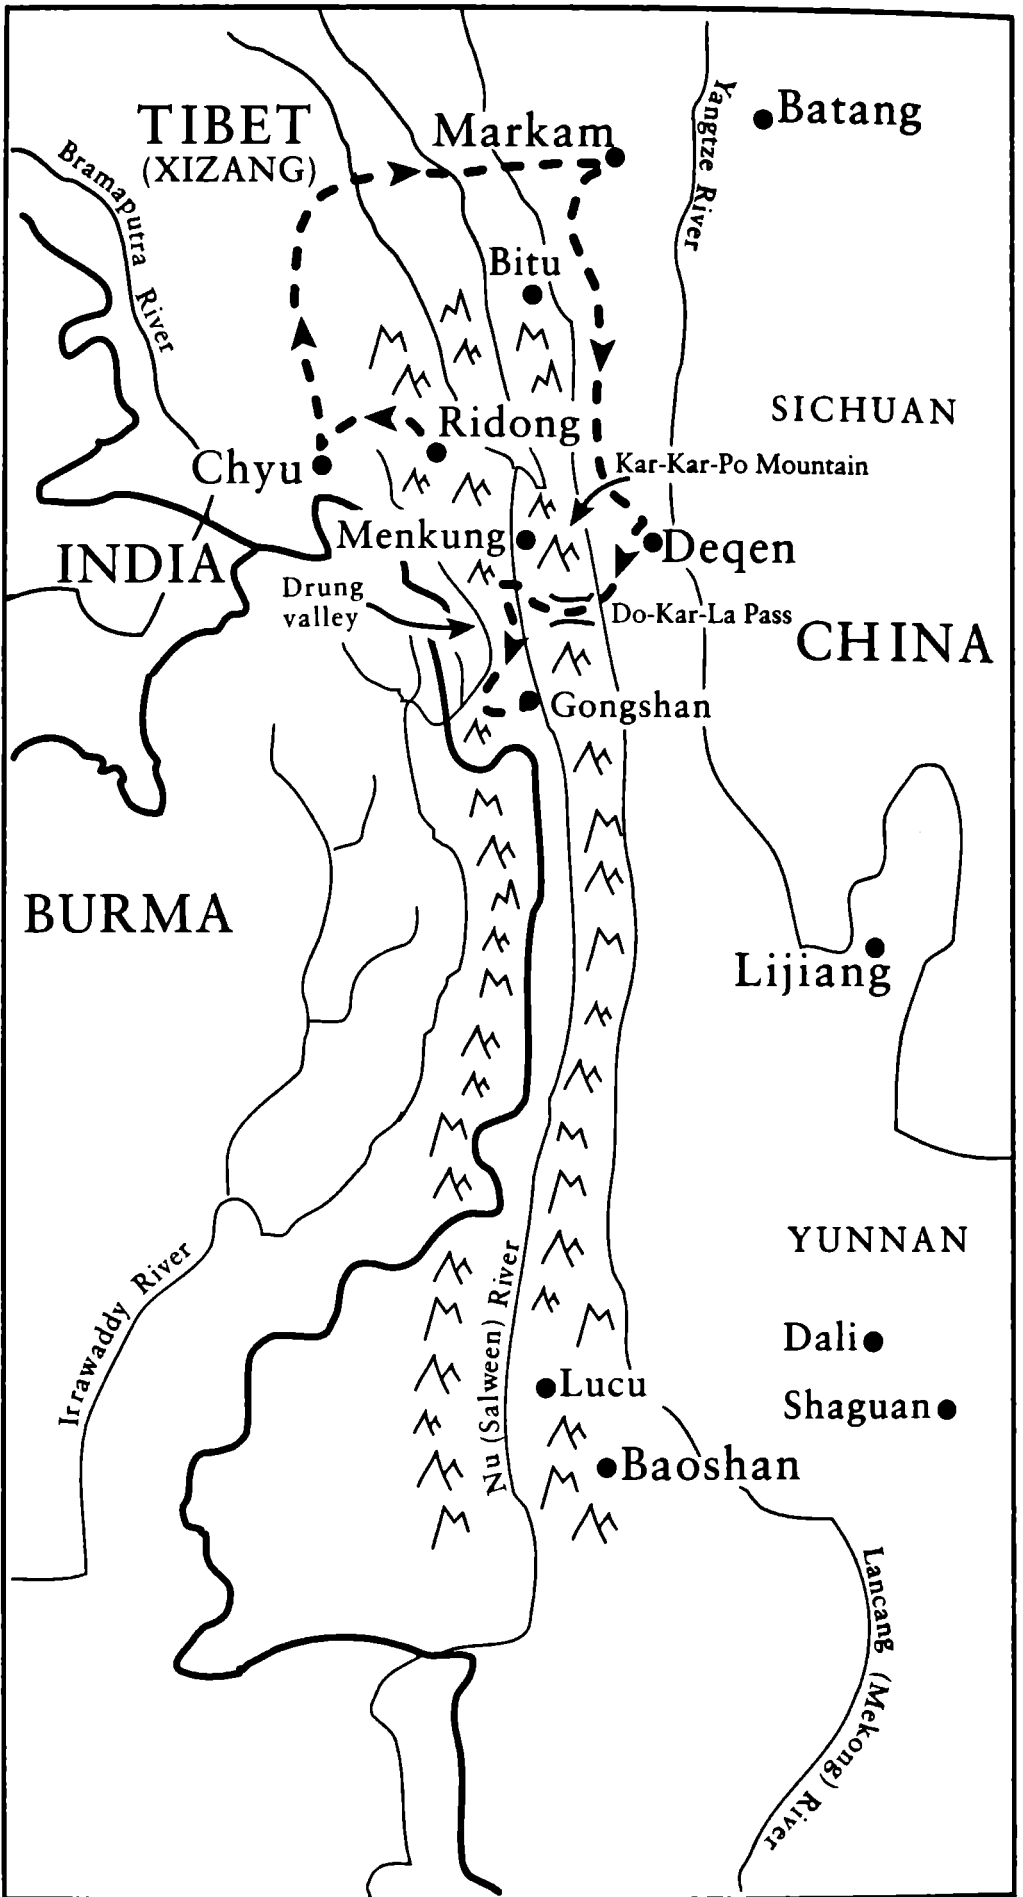 TIBET
(XIZANG)
Markam
Batang
Yangtze River
Bramaputra River
Bitu
SICHUAN
Ridong
Chyu
Kar-Kar-Po Mountain
Menkung
Deqen
INDIA
Drung
valley
Do-Kar-La Pass
CHINA
Gongshan
BURMA
Lijiang
YUNNAN
Irrawaddy River
Nu (Salween) River
Dali
Lucu
Shaguan
Baoshan
Lancang (Mekong) River